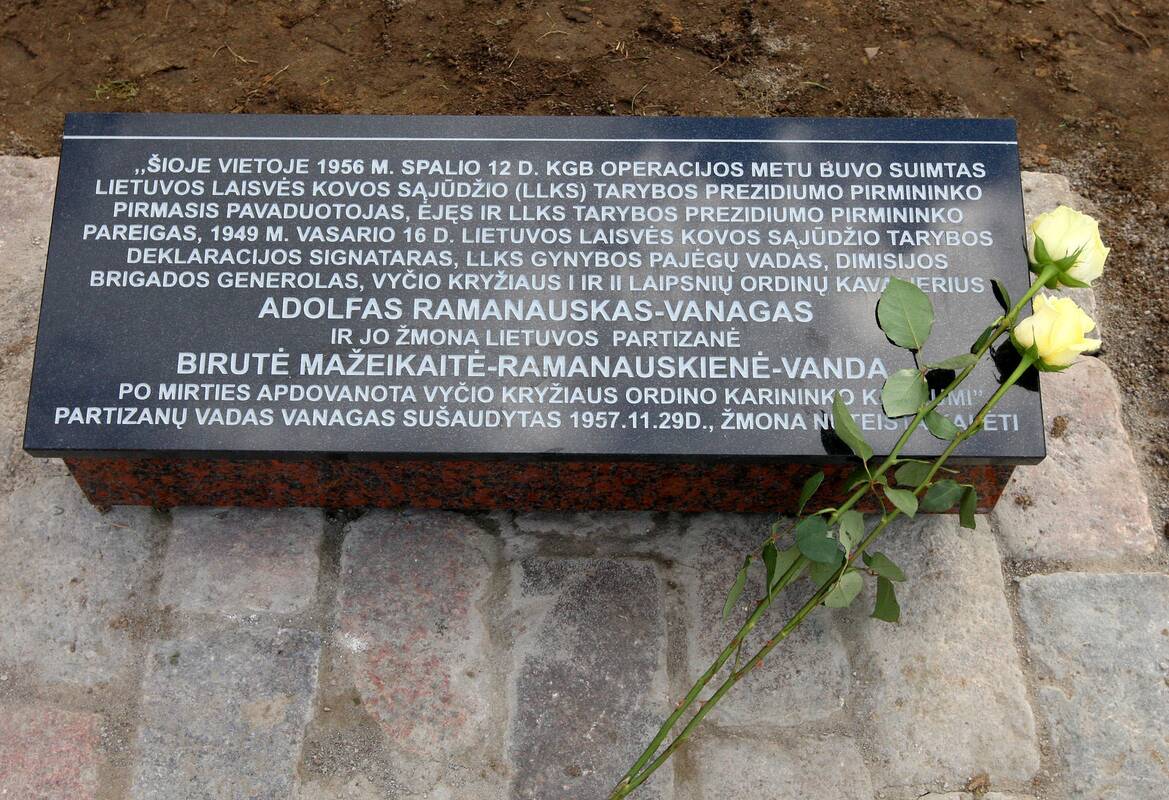 ,,ŠIOJE VIETOJE 1956 M. SPALIO 12 D. KGB OPERACIJOS METU BUVO SUIMTAS
LIETUVOS LAISVĖS KOVOS SĄJŪDŽIO (LLKS) TARYBOS PREZIDIUMO PIRMININKO
PIRMASIS PAVADUOTOJAS, ĖJĘS IR LLKS TARYBOS PREZIDIUMO PIRMININKO
PAREIGAS, 1949 M. VASARIO 16 D. LIETUVOS LAISVĖS KOVOS SĄJŪDŽIO TARYBOS
DEKLARACIJOS SIGNATARAS, LLKS GYNYBOS PAJĖGŲ VADAS, DIMISIJOS
BRIGADOS GENEROLAS, VYČIO KRYŽIAUS I IR II LAIPSNIŲ ORDINŲ KAVALIERIUS
ADOLFAS RAMANAUSKAS-VANAGAS
IR JO ŽMONA LIETUVOS PARTIZANĖ
BIRUTĖ MAŽEIKAITĖ-RAMANAUSKIENĖ-VANDA
PO MIRTIES APDOVANOTA VYČIO KRYŽIAUS ORDINO KARININKO
PARTIZANŲ VADAS VANAGAS SUŠAUDYTAS 1957.11.29D., ŽMONA